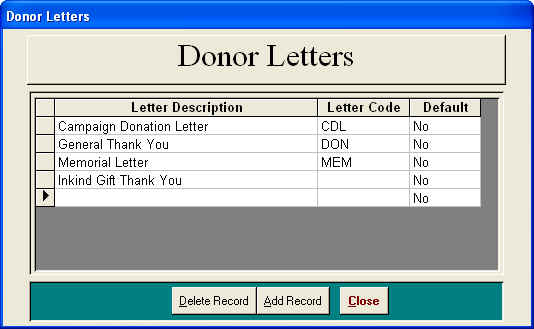 Donor Letters
Donor Letters
Letter Description Letter Code Default
Campaign Donation Letter CDL No
General Thank You DON No
Memorial Letter MEM No
Inkind Gift Thank You No
No
Delete Record Add Record Close